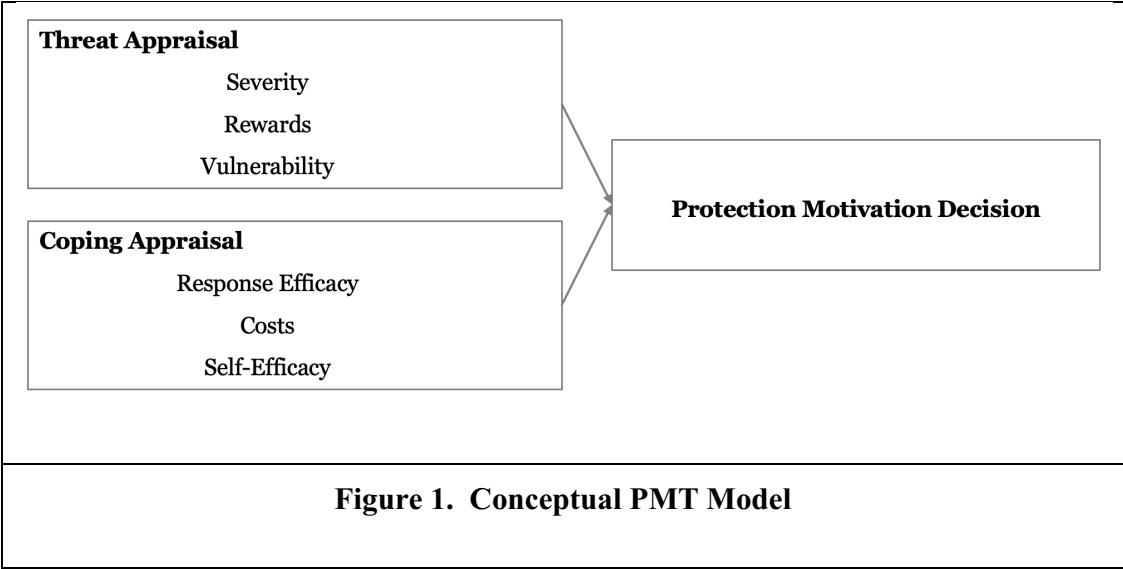 Threat Appraisal
Severity
Rewards
Vulnerability
Coping Appraisal
Response Efficacy
Costs
Self-Efficacy
Protection Motivation Decision
Figure 1. Conceptual PMT Model